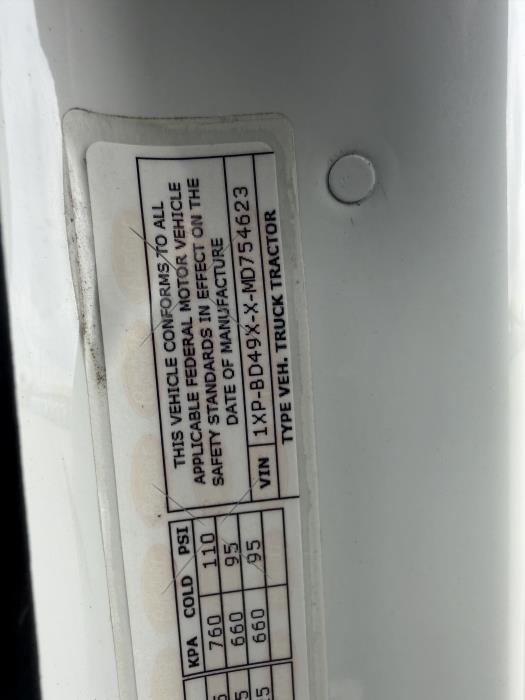 THIS VEHICLE CONFORMS TO ALL
APPLICABLE FEDERAL MOTOR VEHICLE
SAFETY STANDARDS IN EFFECT ON THE
DATE OF MANUFACTURE
VIN 1XP-BD49X-X-MD754623
TYPE VEH. TRUCK TRACTOR
KPA COLD PSI
760 110
660 95
660 95